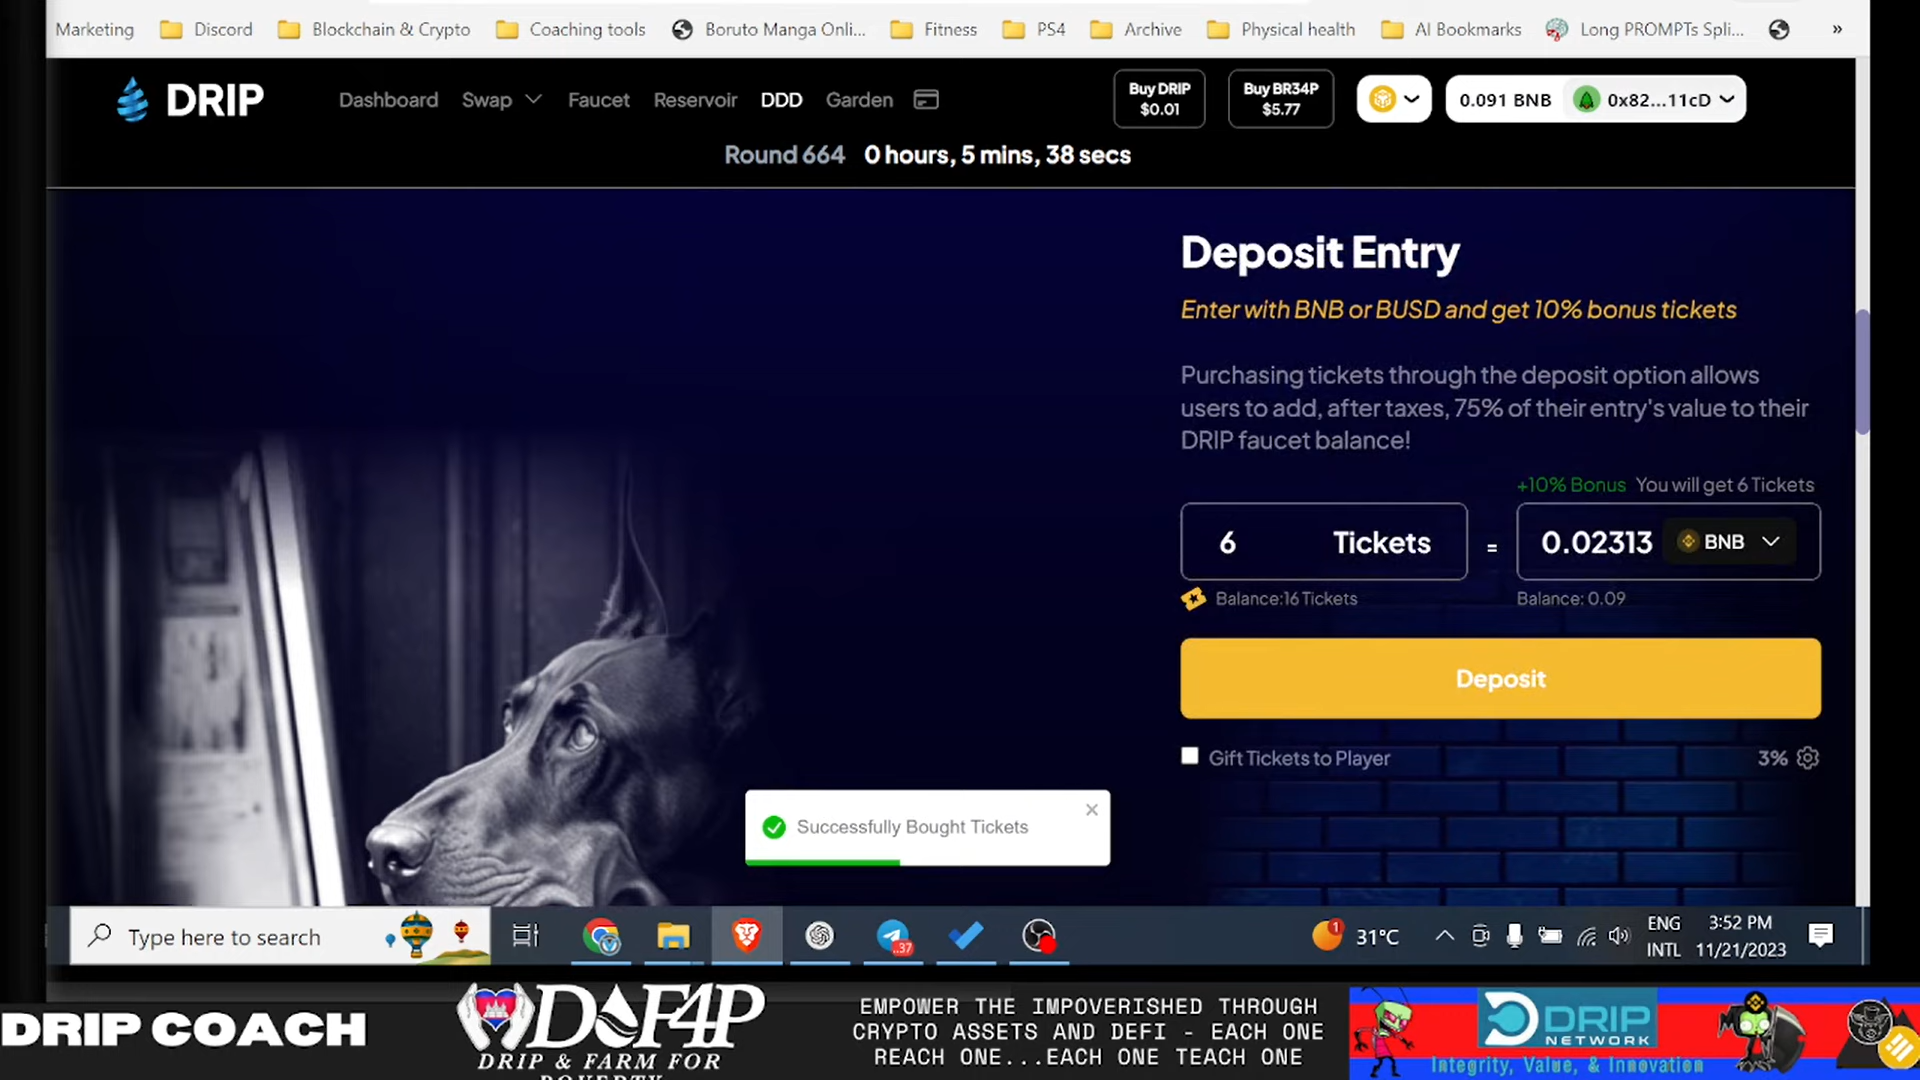 Marketing
Discord
Blockchain & Crypto
Coaching tools
Boruto Manga Onli...
Fitness
PS4
Archive
Physical health
AI Bookmarks
Long PROMPTs Spli...
»
DRIP
Dashboard
Swap
Faucet
Reservoir
DDD
Garden
Buy DRIP
$0.01
Buy BR34P
$5.77
0.091 BNB
0x82...11cD
Round 664 0 hours, 5 mins, 38 secs
Deposit Entry
Enter with BNB or BUSD and get 10% bonus tickets
Purchasing tickets through the deposit option allows
users to add, after taxes, 75% of their entry's value to their
DRIP faucet balance!
+10% Bonus You will get 6 Tickets
6 Tickets = 0.02313 BNB
Balance:16 Tickets
Balance: 0.09
Deposit
Gift Tickets to Player
3%
Successfully Bought Tickets
Type here to search
37
1
31°C
ENG
INTL
3:52 PM
11/21/2023
DRIP COACH
DOF4P
DRIP & FARM FOR
POVERTY
EMPOWER THE IMPOVERISHED THROUGH
CRYPTO ASSETS AND DEFI - EACH ONE
REACH ONE...EACH ONE TEACH ONE
DRIP
NETWORK
Integrity, Value, & Innovation